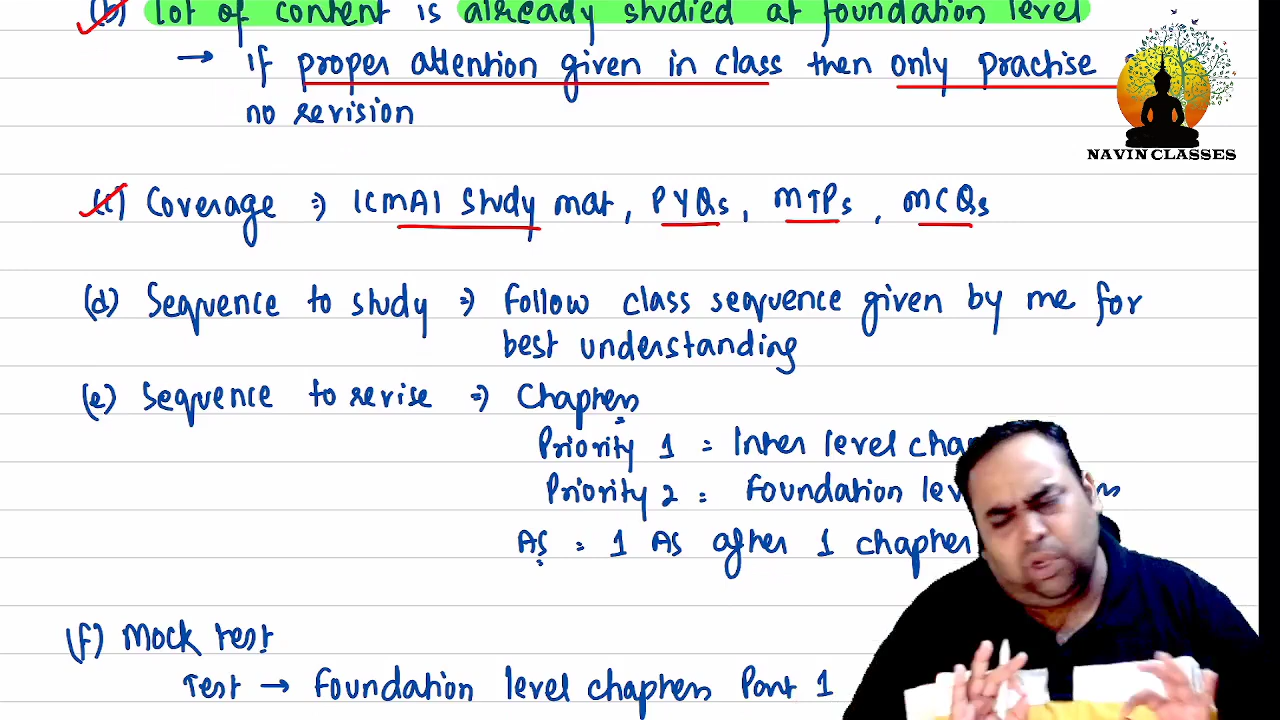 (b) Lot of content is already studied at foundation level
→ If proper attention given in class then only practise
no revision
NAVIN CLASSES
(c) Coverage ⇒ ICMAI Study mat, PYQs, MTPs, MCQs
(d) Sequence to study ⇒ Follow class sequence given by me for
best understanding
(e) Sequence to revise ⇒ Chapters
Priority 1 = Inter level
Priority 2 = Foundation
AS = 1 AS after 1 chapter
(f) Mock test
Test → Foundation level chapters Part 1